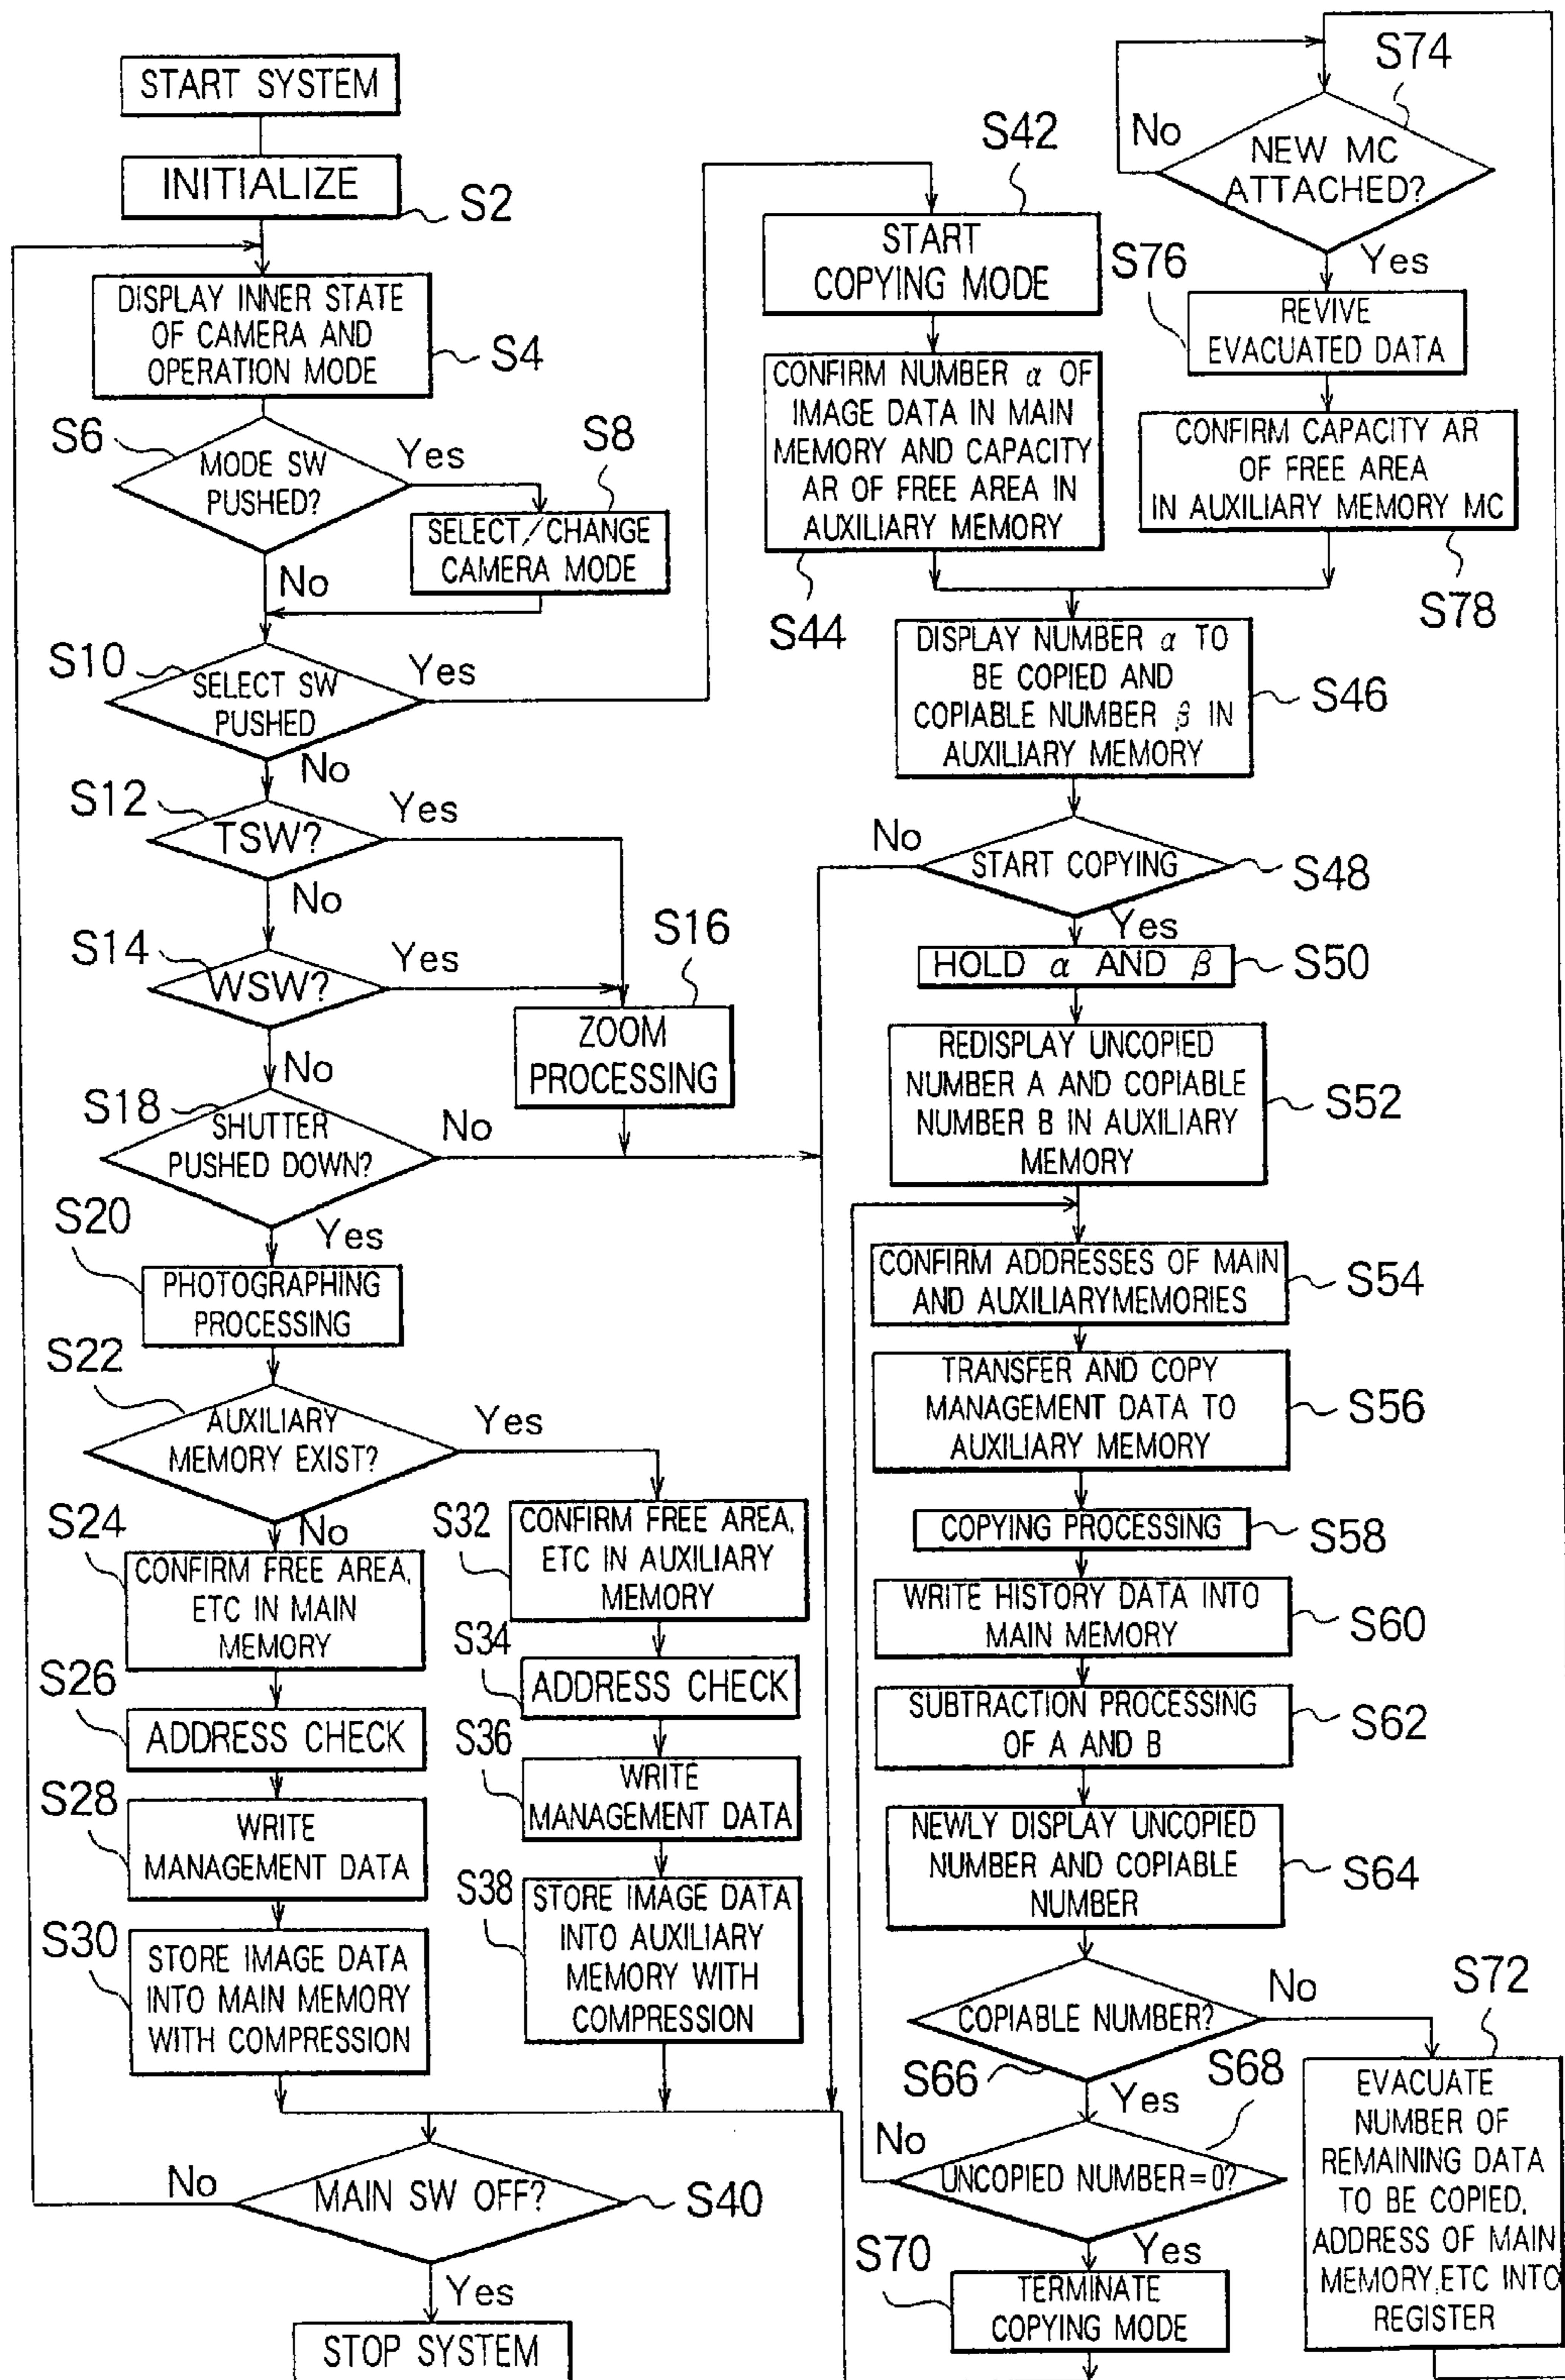 START SYSTEM
INITIALIZE
S2
DISPLAY INNER STATE
OF CAMERA AND
OPERATION MODE
S4
S6
MODE SW
PUSHED?
Yes
No
S8
SELECT/CHANGE
CAMERA MODE
S10
SELECT SW
PUSHED
Yes
No
S12
TSW?
Yes
No
S14
WSW?
Yes
No
S16
ZOOM
PROCESSING
S18
SHUTTER
PUSHED DOWN?
No
Yes
S20
PHOTOGRAPHING
PROCESSING
S22
AUXILIARY
MEMORY EXIST?
Yes
No
S24
CONFIRM FREE AREA,
ETC IN MAIN
MEMORY
S26
ADDRESS CHECK
S28
WRITE
MANAGEMENT DATA
S30
STORE IMAGE DATA
INTO MAIN MEMORY
WITH COMPRESSION
S32
CONFIRM FREE AREA,
ETC IN AUXILIARY
MEMORY
S34
ADDRESS CHECK
S36
WRITE
MANAGEMENT DATA
S38
STORE IMAGE DATA
INTO AUXILIARY
MEMORY WITH
COMPRESSION
No
MAIN SW OFF?
S40
Yes
STOP SYSTEM
S42
START
COPYING MODE
CONFIRM NUMBER α OF
IMAGE DATA IN MAIN
MEMORY AND CAPACITY
AR OF FREE AREA IN
AUXILIARY MEMORY
S44
S74
No
NEW MC
ATTACHED?
Yes
S76
REVIVE
EVACUATED DATA
CONFIRM CAPACITY AR
OF FREE AREA
IN AUXILIARY MEMORY MC
S78
DISPLAY NUMBER α TO
BE COPIED AND
COPIABLE NUMBER β IN
AUXILIARY MEMORY
S46
No
START COPYING
S48
Yes
HOLD α AND β
S50
REDISPLAY UNCOPIED
NUMBER A AND COPIABLE
NUMBER B IN AUXILIARY
MEMORY
S52
CONFIRM ADDRESSES OF MAIN
AND AUXILIARYMEMORIES
S54
TRANSFER AND COPY
MANAGEMENT DATA TO
AUXILIARY MEMORY
S56
COPYING PROCESSING
S58
WRITE HISTORY DATA INTO
MAIN MEMORY
S60
SUBTRACTION PROCESSING
OF A AND B
S62
NEWLY DISPLAY UNCOPIED
NUMBER AND COPIABLE
NUMBER
S64
COPIABLE NUMBER?
No
S66
Yes
S68
No
UNCOPIED NUMBER=0?
Yes
S70
TERMINATE
COPYING MODE
S72
EVACUATE
NUMBER OF
REMAINING DATA
TO BE COPIED,
ADDRESS OF MAIN
MEMORY,ETC INTO
REGISTER